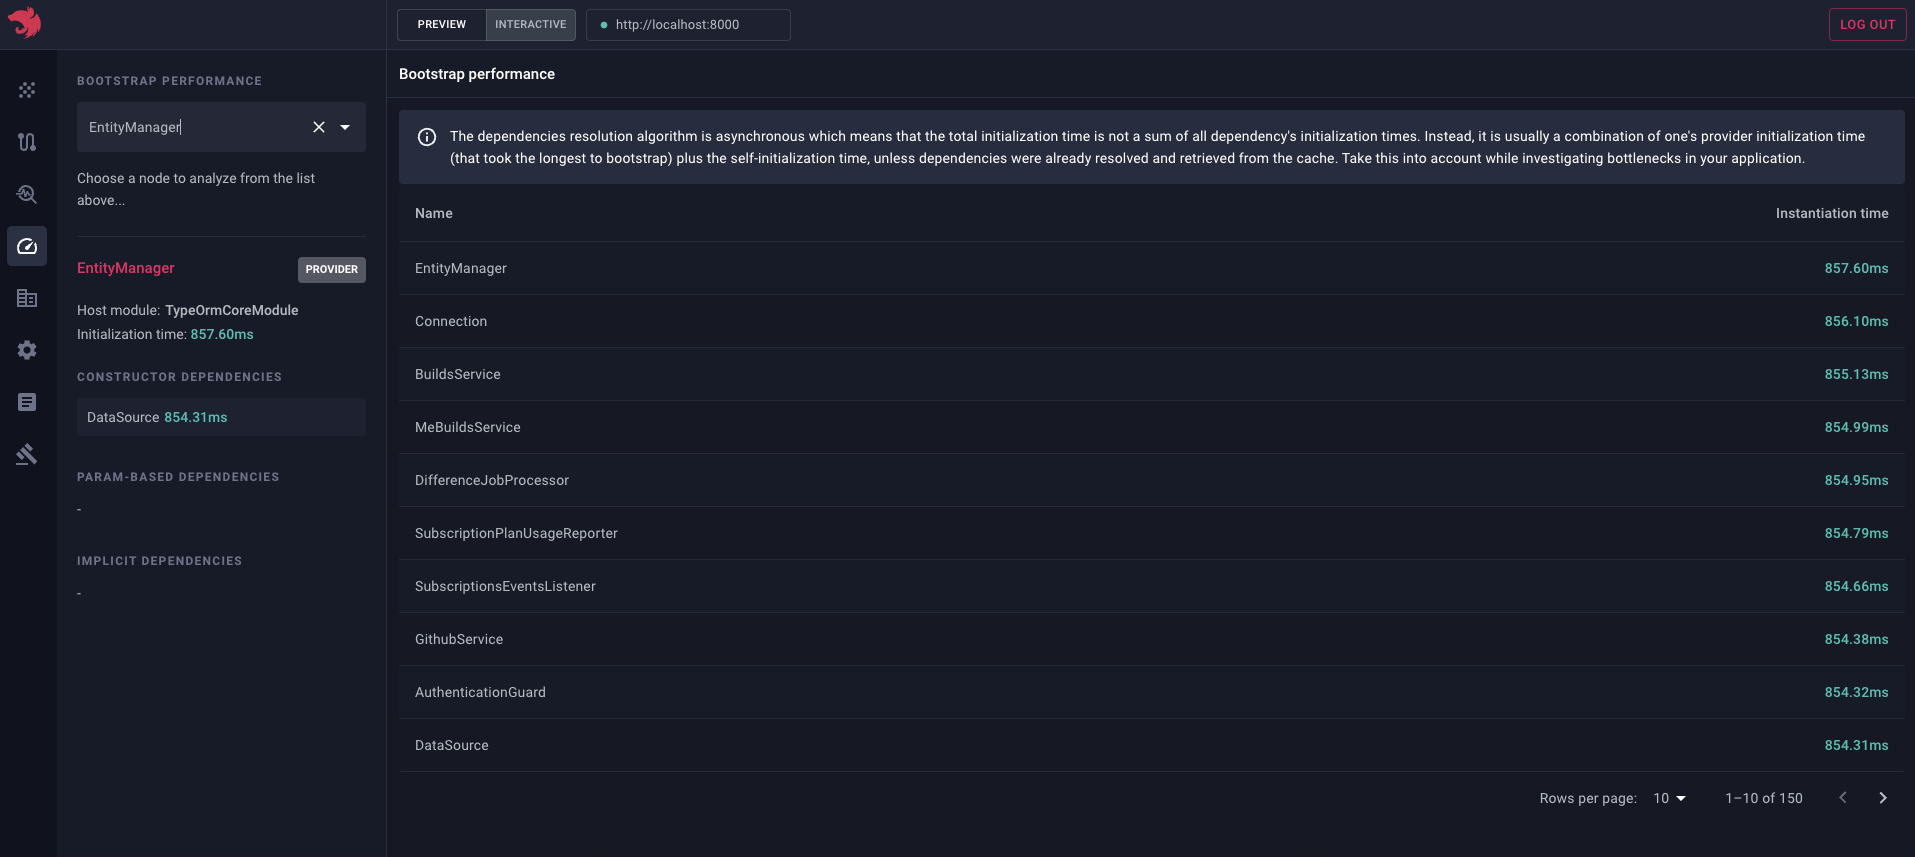 PREVIEW
INTERACTIVE
http://localhost:8000
LOG OUT
BOOTSTRAP PERFORMANCE
EntityManager
Choose a node to analyze from the list
above...
EntityManager
PROVIDER
Host module: TypeOrmCoreModule
Initialization time: 857.60ms
CONSTRUCTOR DEPENDENCIES
DataSource 854.31ms
PARAM-BASED DEPENDENCIES
-
IMPLICIT DEPENDENCIES
-
Bootstrap performance
The dependencies resolution algorithm is asynchronous which means that the total initialization time is not a sum of all dependency's initialization times. Instead, it is usually a combination of one's provider initialization time
(that took the longest to bootstrap) plus the self-initialization time, unless dependencies were already resolved and retrieved from the cache. Take this into account while investigating bottlenecks in your application.
Name Instantiation time
EntityManager 857.60ms
Connection 856.10ms
BuildsService 855.13ms
MeBuildsService 854.99ms
DifferenceJobProcessor 854.95ms
SubscriptionPlanUsageReporter 854.79ms
SubscriptionsEventsListener 854.66ms
GithubService 854.38ms
AuthenticationGuard 854.32ms
DataSource 854.31ms
Rows per page: 10 1–10 of 150